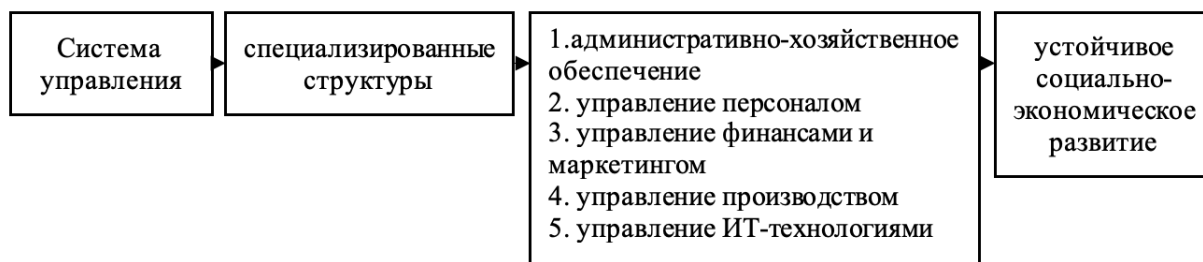 Система
управления
специализированные
структуры
1.административно-хозяйственное
обеспечение
2. управление персоналом
3. управление финансами и
маркетингом
4. управление производством
5. управление ИТ-технологиями
устойчивое
социально-
экономическое
развитие